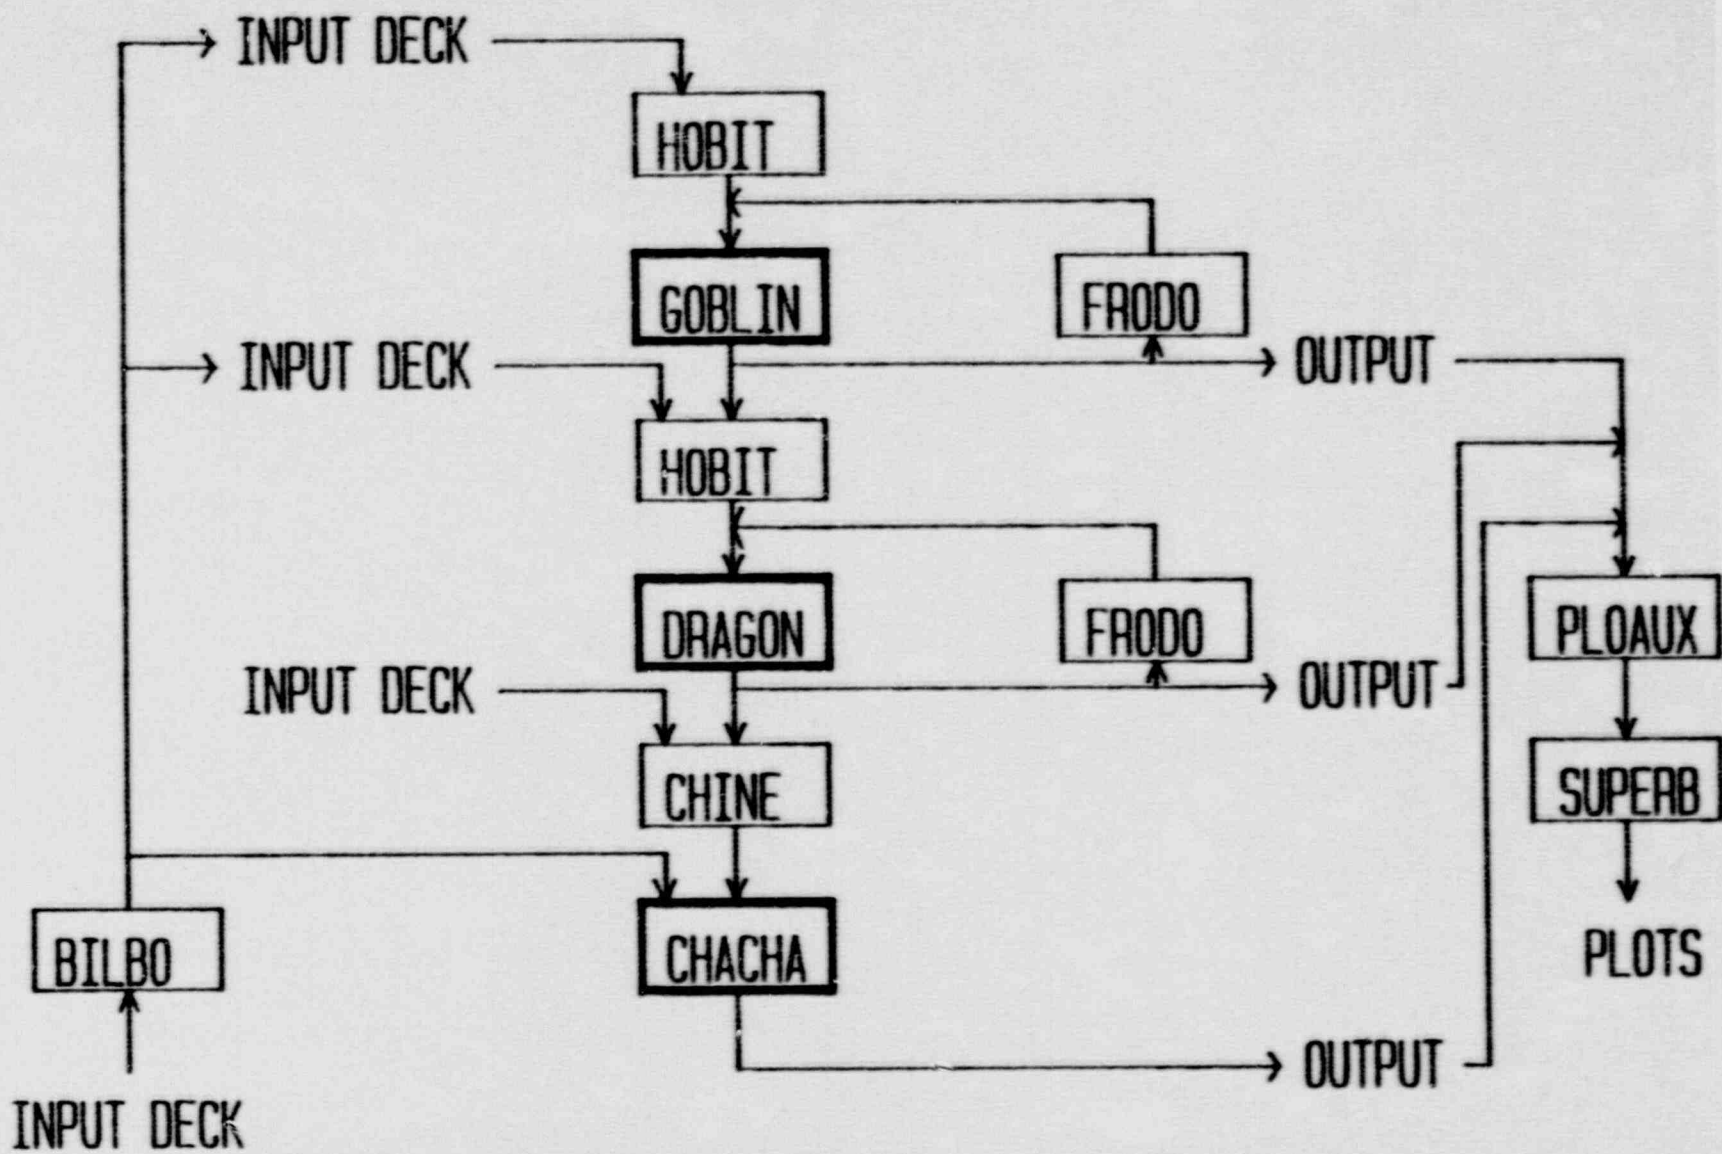 INPUT DECK
HOBIT
GOBLIN
FRODO
INPUT DECK
OUTPUT
HOBIT
DRAGON
FRODO
PLOAUX
INPUT DECK
OUTPUT
CHINE
SUPERB
BILBO
CHACHA
PLOTS
OUTPUT
INPUT DECK